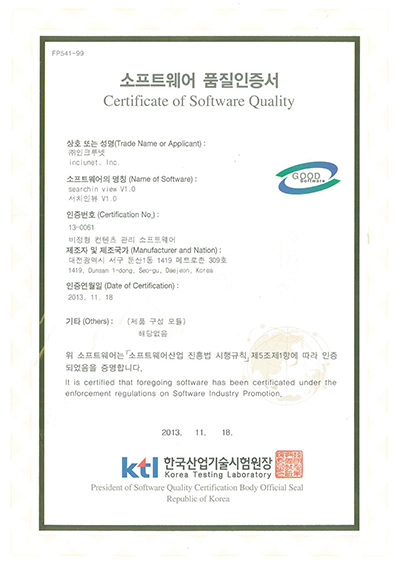 FP541-99
소프트웨어 품질인증서
Certificate of Software Quality
상호 또는 성명(Trade Name or Applicant) :
㈜인크루넷
inclunet, Inc.
소프트웨어의 명칭 (Name of Software) :
searchin view V1.0
서치인뷰 V1.0
GOOD
Software
인증번호 (Certification No.) :
13-0061
비정형 컨텐츠 관리 소프트웨어
제조자 및 제조국가 (Manufacturer and Nation) :
대전광역시 서구 둔산1동 1419 메트로존 309호
1419, Dunsan 1-dong, Seo-gu, Daejeon, Korea
인증연월일 (Date of Certification) :
2013. 11. 18
기타 (Others) : (제품 구성 모듈)
해당없음
위 소프트웨어는「소프트웨어산업 진흥법 시행규칙」제5조제1항에 따라 인증
되었음을 증명합니다.
It is certified that foregoing software has been certificated under the
enforcement regulations on Software Industry Promotion.
2013. 11. 18.
ktl 한국산업기술시험원장
Korea Testing Laboratory
President of Software Quality Certification Body Official Seal
Republic of Korea